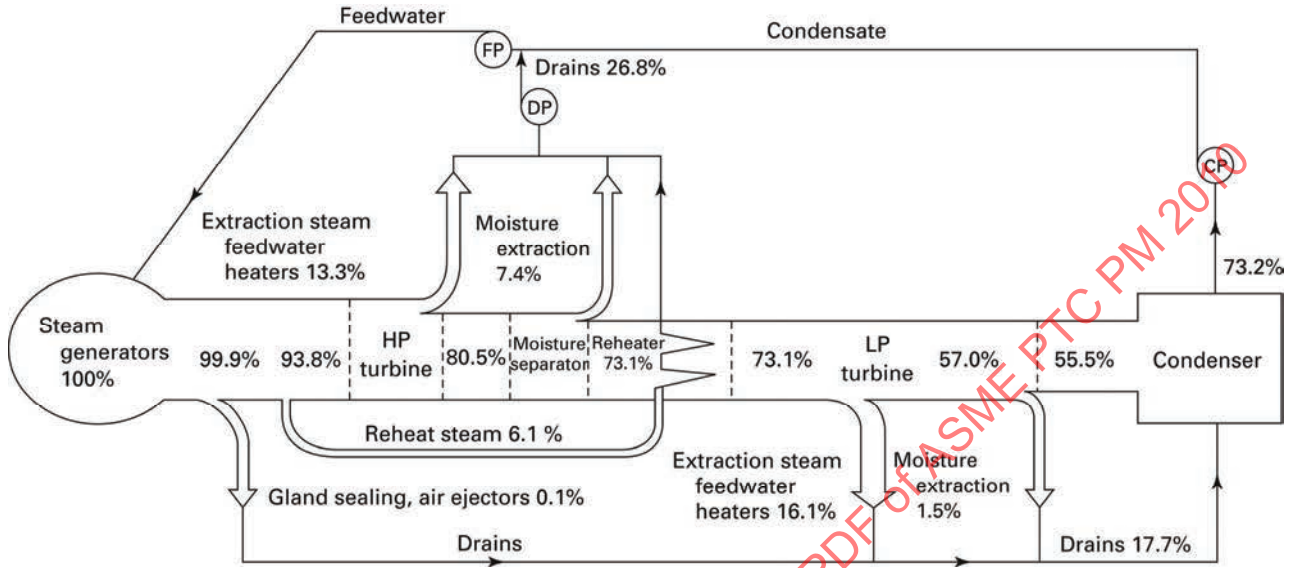 Feedwater
FP
Condensate
Drains 26.8%
DP
CP
Extraction steam
feedwater
heaters 13.3%
Moisture
extraction
7.4%
73.2%
Steam
generators
100%
99.9%
93.8%
HP
turbine
80.5%
Moisture
separator
Reheater
73.1%
73.1%
LP
turbine
57.0%
55.5%
Condenser
Reheat steam 6.1 %
Gland sealing, air ejectors 0.1%
Extraction steam
feedwater
heaters 16.1%
Moisture
extraction
1.5%
Drains
Drains 17.7%
PDF of ASME PTC PM 2010